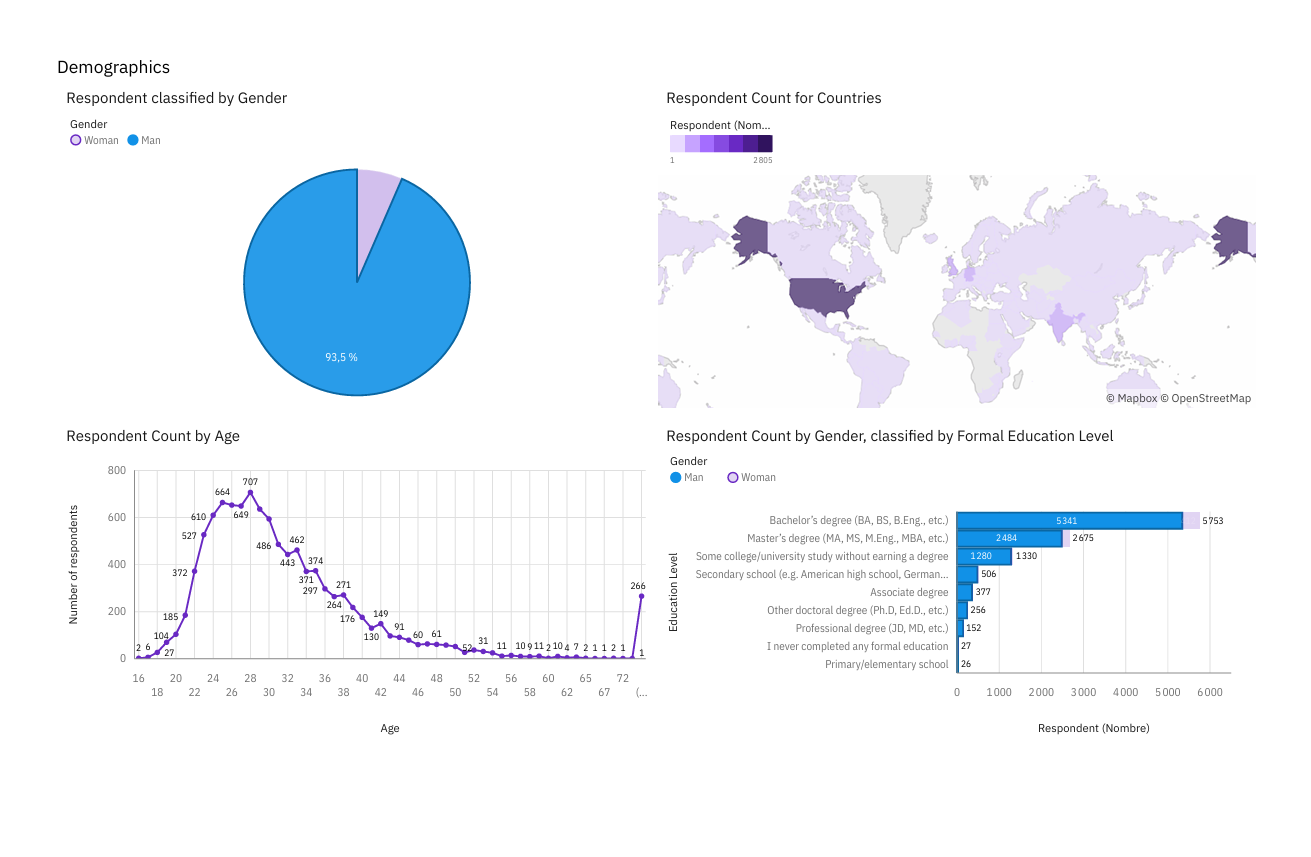 Demographics
Respondent classified by Gender
Gender
Woman Man
93,5 %
Respondent Count for Countries
Respondent (Nom...
1 2805
© Mapbox © OpenStreetMap
Respondent Count by Age
Number of respondents
800
600
400
200
0
2 6 27 104 185 372 527 610 664 649 707 486 443 462 371 374 297 264 271 176 130 149 91 60 61 52 31 11 10 9 11 2 10 4 7 2 1 1 2 1 1 266
16 20 24 28 32 36 40 44 48 52 56 60 65 72
18 22 26 30 34 38 42 46 50 54 58 62 67 (...
Age
Respondent Count by Gender, classified by Formal Education Level
Gender
Man Woman
Education Level
Bachelor's degree (BA, BS, B.Eng., etc.) 5341 5753
Master's degree (MA, MS, M.Eng., MBA, etc.) 2484 2675
Some college/university study without earning a degree 1280 1330
Secondary school (e.g. American high school, German... 506
Associate degree 377
Other doctoral degree (Ph.D, Ed.D., etc.) 256
Professional degree (JD, MD, etc.) 152
I never completed any formal education 27
Primary/elementary school 26
0 1000 2000 3000 4000 5000 6000
Respondent (Nombre)